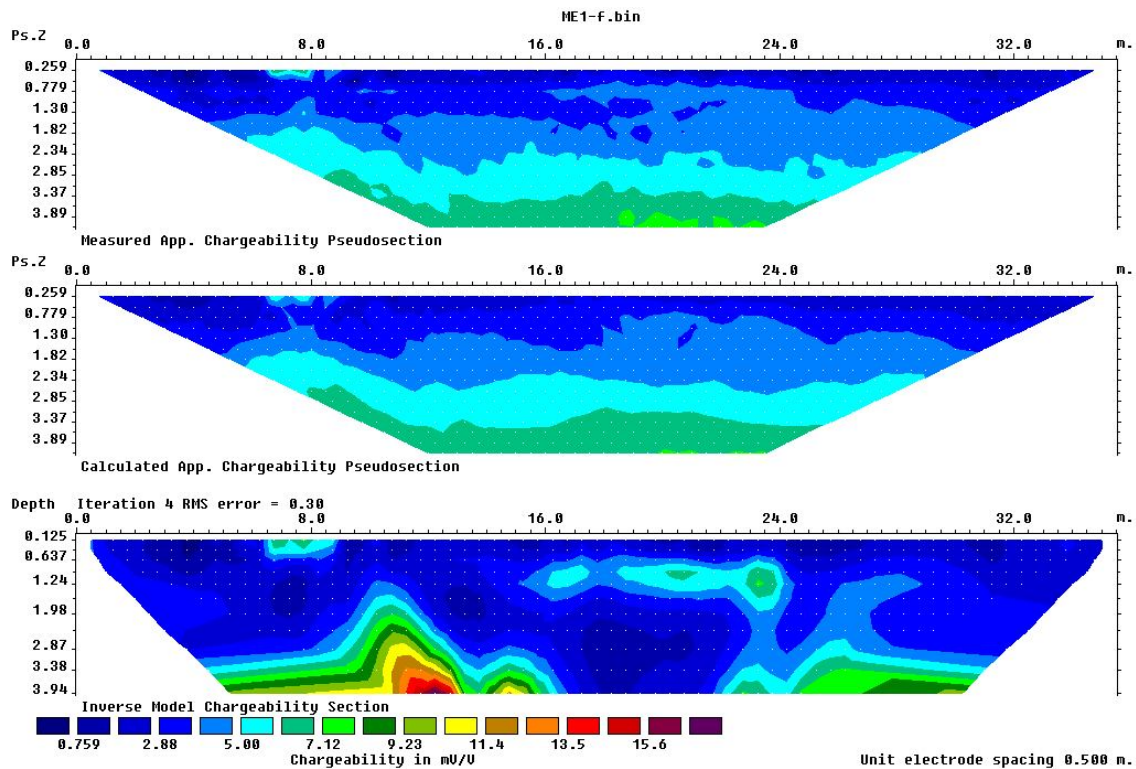 ME1-f.bin
Ps.Z 0.0 8.0 16.0 24.0 32.0 m.
0.259
0.779
1.30
1.82
2.34
2.85
3.37
3.89
Measured App. Chargeability Pseudosection
Ps.Z 0.0 8.0 16.0 24.0 32.0 m.
0.259
0.779
1.30
1.82
2.34
2.85
3.37
3.89
Calculated App. Chargeability Pseudosection
Depth Iteration 4 RMS error = 0.30
0.0 8.0 16.0 24.0 32.0 m.
0.125
0.637
1.24
1.98
2.87
3.38
3.94
Inverse Model Chargeability Section
0.759 2.88 5.00 7.12 9.23 11.4 13.5 15.6
Chargeability in mV/V Unit electrode spacing 0.500 m.